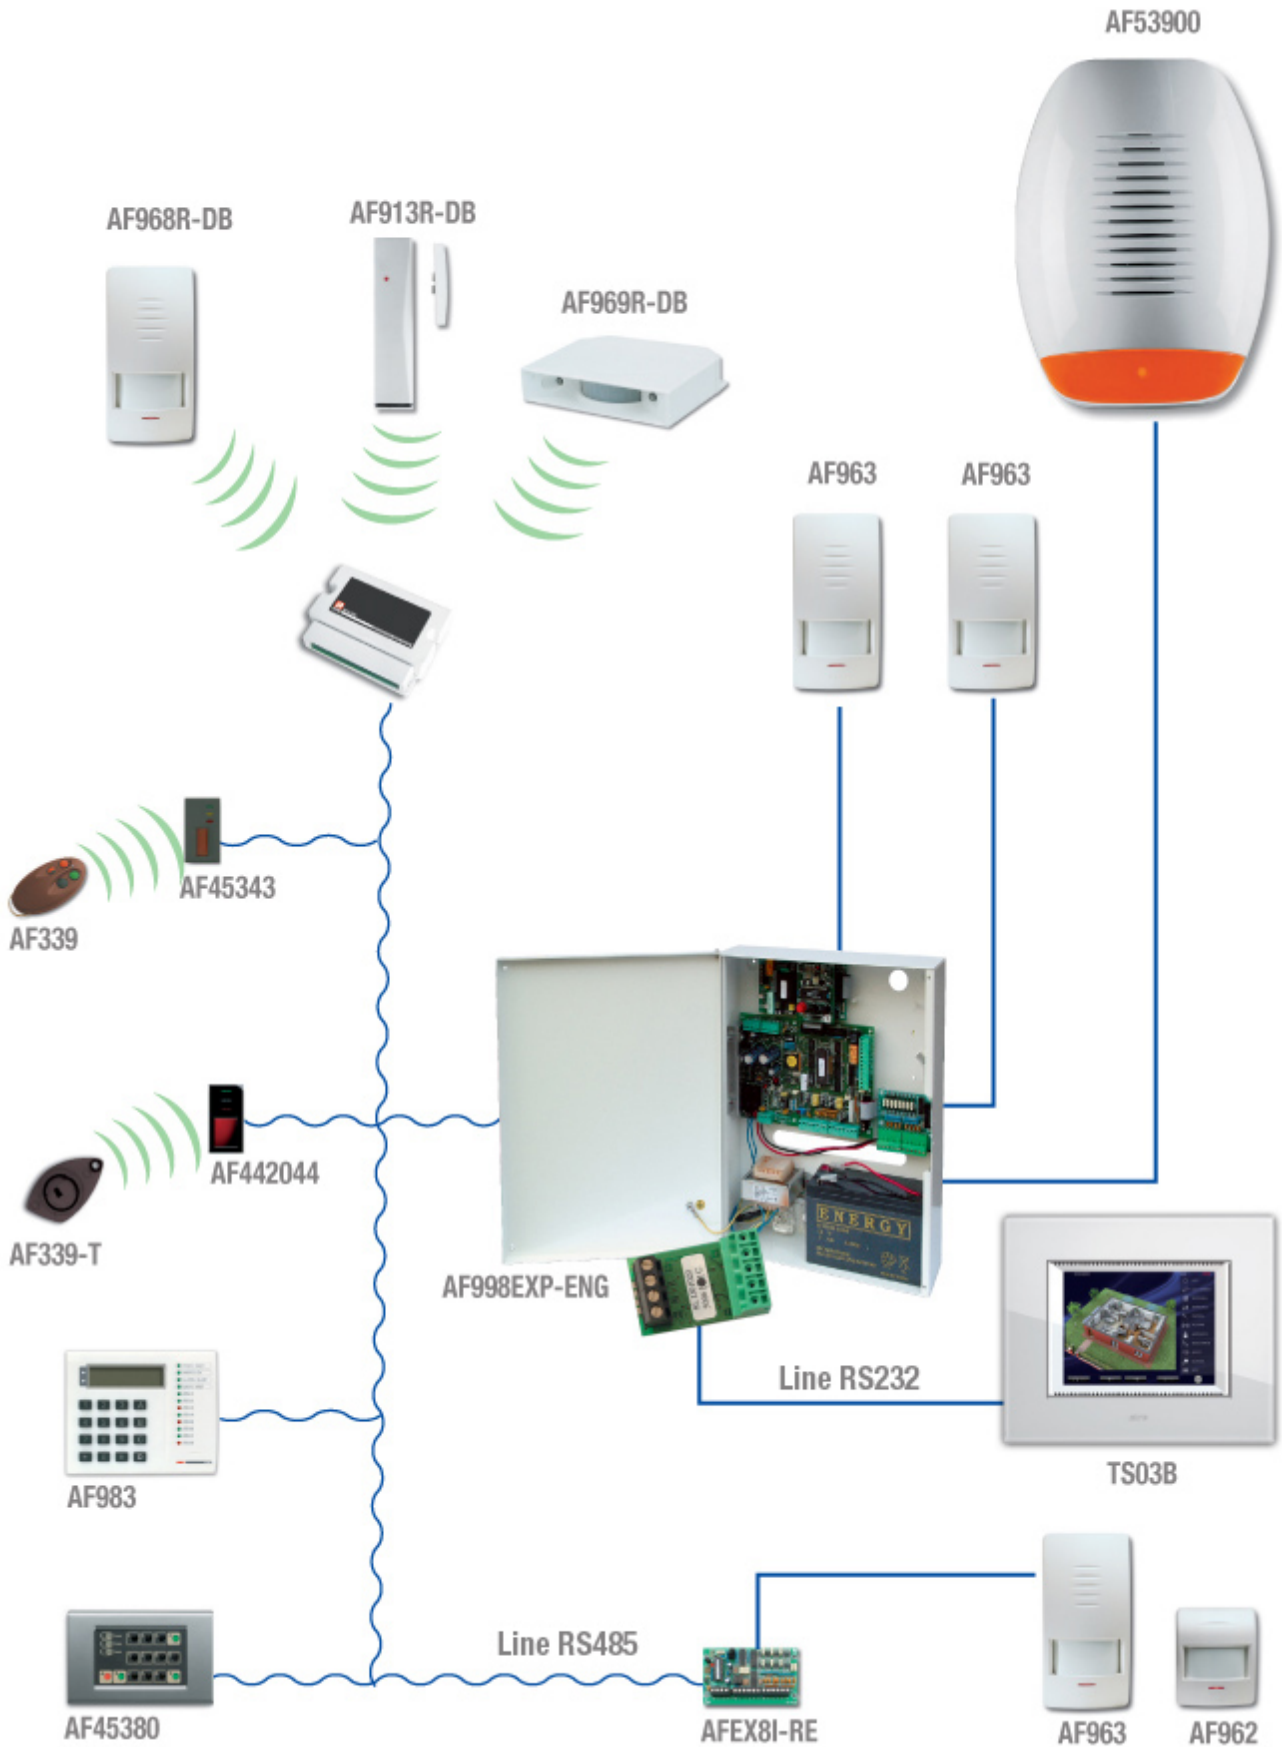 AF53900
AF968R-DB
AF913R-DB
AF969R-DB
AF963
AF963
AF45343
AF339
AF442044
AF339-T
ENERGY
AF998EXP-ENG
Line RS232
TS03B
AF983
Line RS485
AF45380
AFEX8I-RE
AF963
AF962